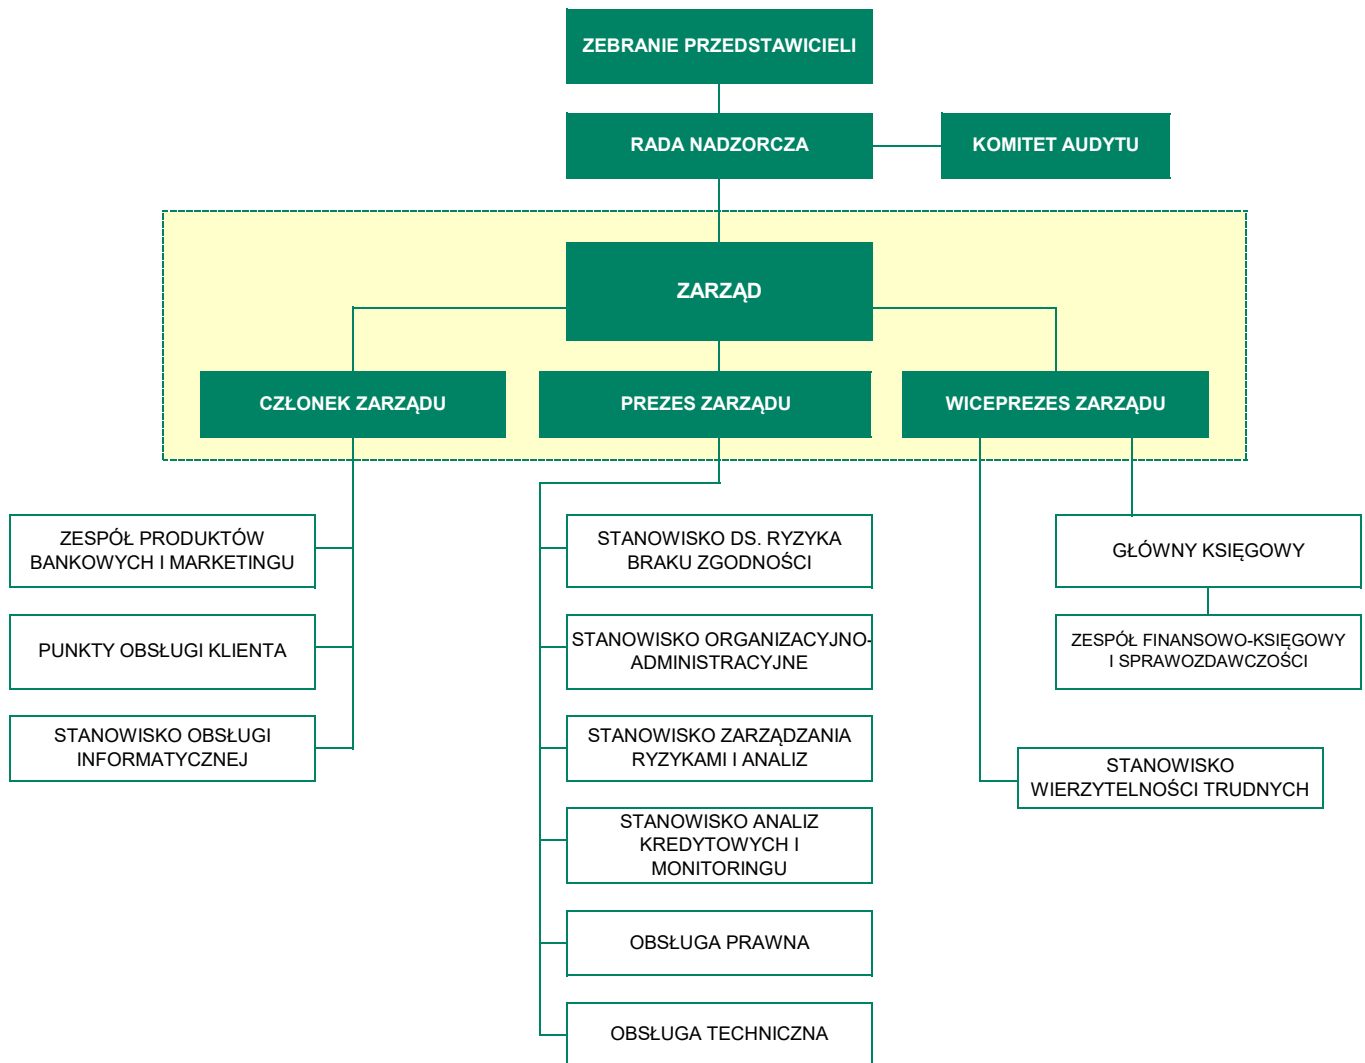 ZEBRANIE PRZEDSTAWICIELI
RADA NADZORCZA
KOMITET AUDYTU
ZARZĄD
CZŁONEK ZARZĄDU
PREZES ZARZĄDU
WICEPREZES ZARZĄDU
ZESPÓŁ PRODUKTÓW
BANKOWYCH I MARKETINGU
PUNKTY OBSŁUGI KLIENTA
STANOWISKO OBSŁUGI
INFORMATYCZNEJ
STANOWISKO DS. RYZYKA
BRAKU ZGODNOŚCI
STANOWISKO ORGANIZACYJNO-
ADMINISTRACYJNE
STANOWISKO ZARZĄDZANIA
RYZYKAMI I ANALIZ
STANOWISKO ANALIZ
KREDYTOWYCH I
MONITORINGU
OBSŁUGA PRAWNA
OBSŁUGA TECHNICZNA
GŁÓWNY KSIĘGOWY
ZESPÓŁ FINANSOWO-KSIĘGOWY
I SPRAWOZDAWCZOŚCI
STANOWISKO
WIERZYTELNOŚCI TRUDNYCH